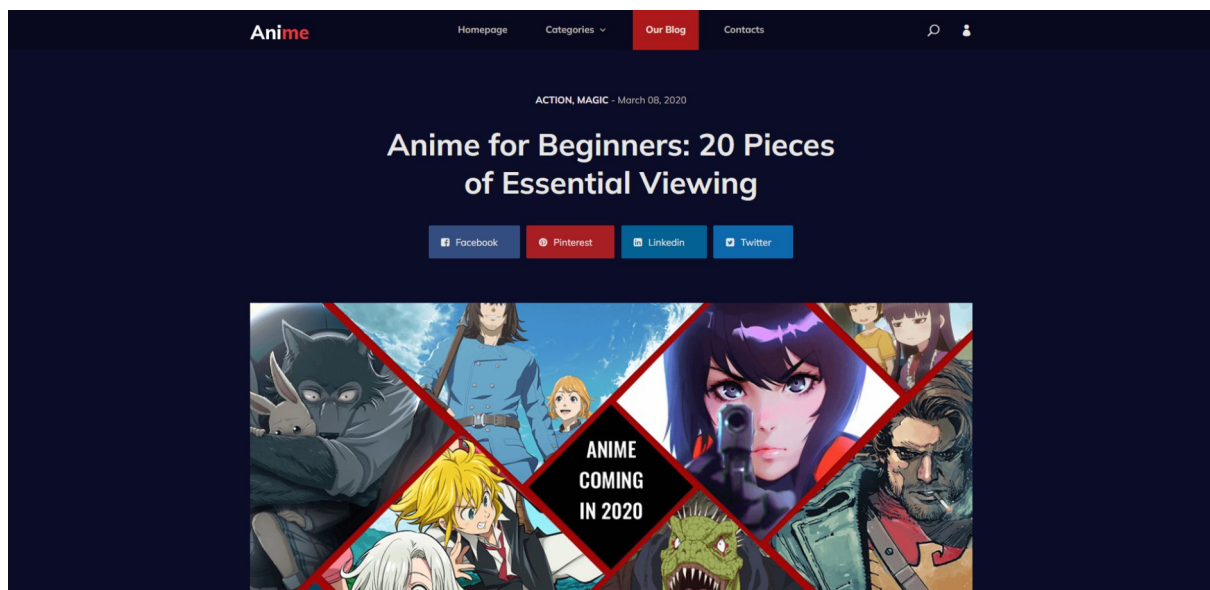 Anime
Homepage Categories Our Blog Contacts
ACTION, MAGIC - March 08, 2020
Anime for Beginners: 20 Pieces
of Essential Viewing
Facebook Pinterest Linkedin Twitter
ANIME
COMING
IN 2020